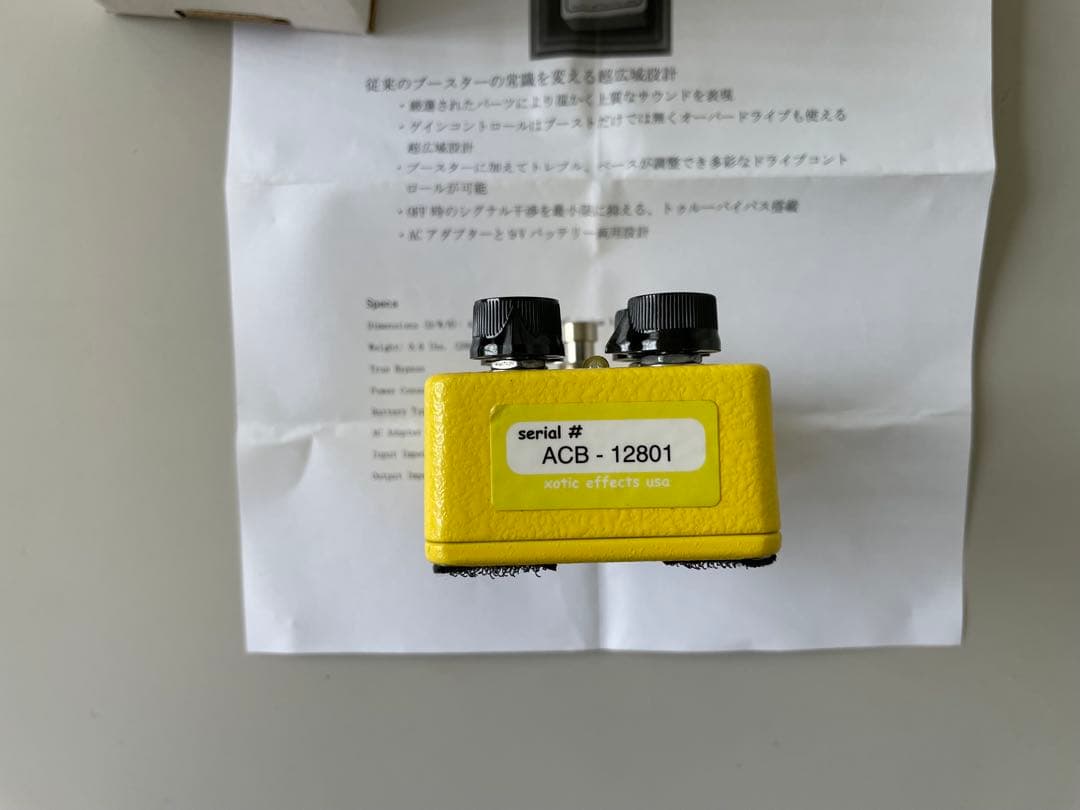 従来のブースターの常識を変える超広域設計
・厳選されたパーツにより暖かく上質なサウンドを表現
・ゲインコントロールはブーストだけでは無くオーバードライブも使える
超広域設計
・ブースターに加えてトレブル、ベースが調整でき多彩なドライブコント
ロールが可能
・OFF時のシグナル干渉を最小限に抑える、トゥルーバイパス搭載
・ACアダプターと9Vバッテリー両用設計
Specs
Dimensions
Weight:
True Bypass
Power
Battery
AC Adapter
Input
Output
serial #
ACB - 12801
xotic effects usa